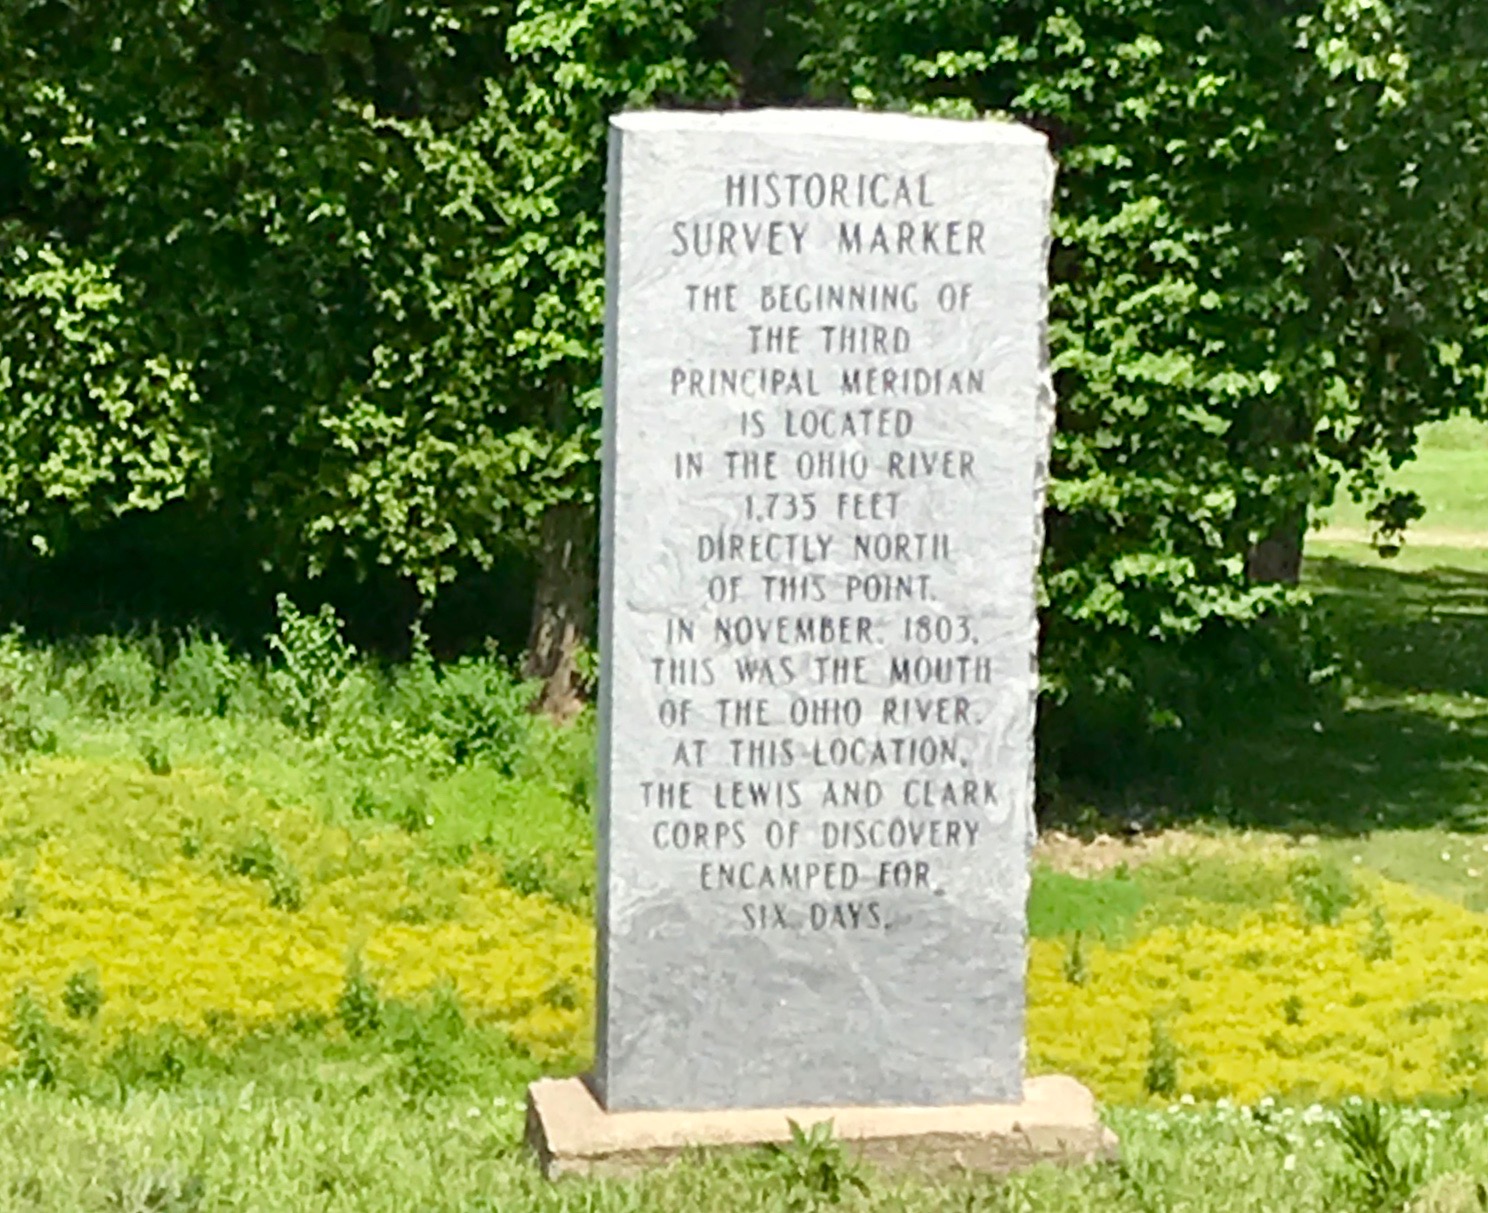 HISTORICAL
SURVEY MARKER
THE BEGINNING OF
THE THIRD
PRINCIPAL MERIDIAN
IS LOCATED
IN THE OHIO RIVER
1,735 FEET
DIRECTLY NORTH
OF THIS POINT.
IN NOVEMBER, 1803,
THIS WAS THE MOUTH
OF THE OHIO RIVER.
AT THIS LOCATION,
THE LEWIS AND CLARK
CORPS OF DISCOVERY
ENCAMPED FOR
SIX DAYS.